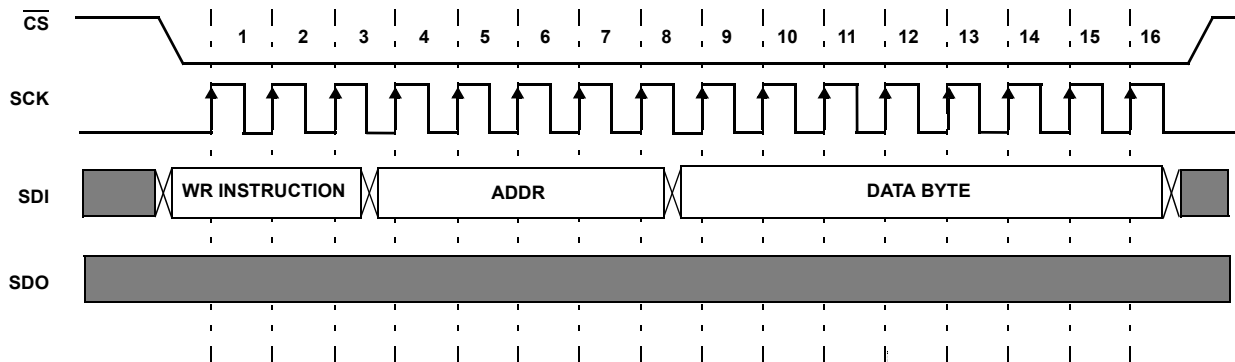 CS
1 2 3 4 5 6 7 8 9 10 11 12 13 14 15 16
SCK
SDI WR INSTRUCTION ADDR DATA BYTE
SDO